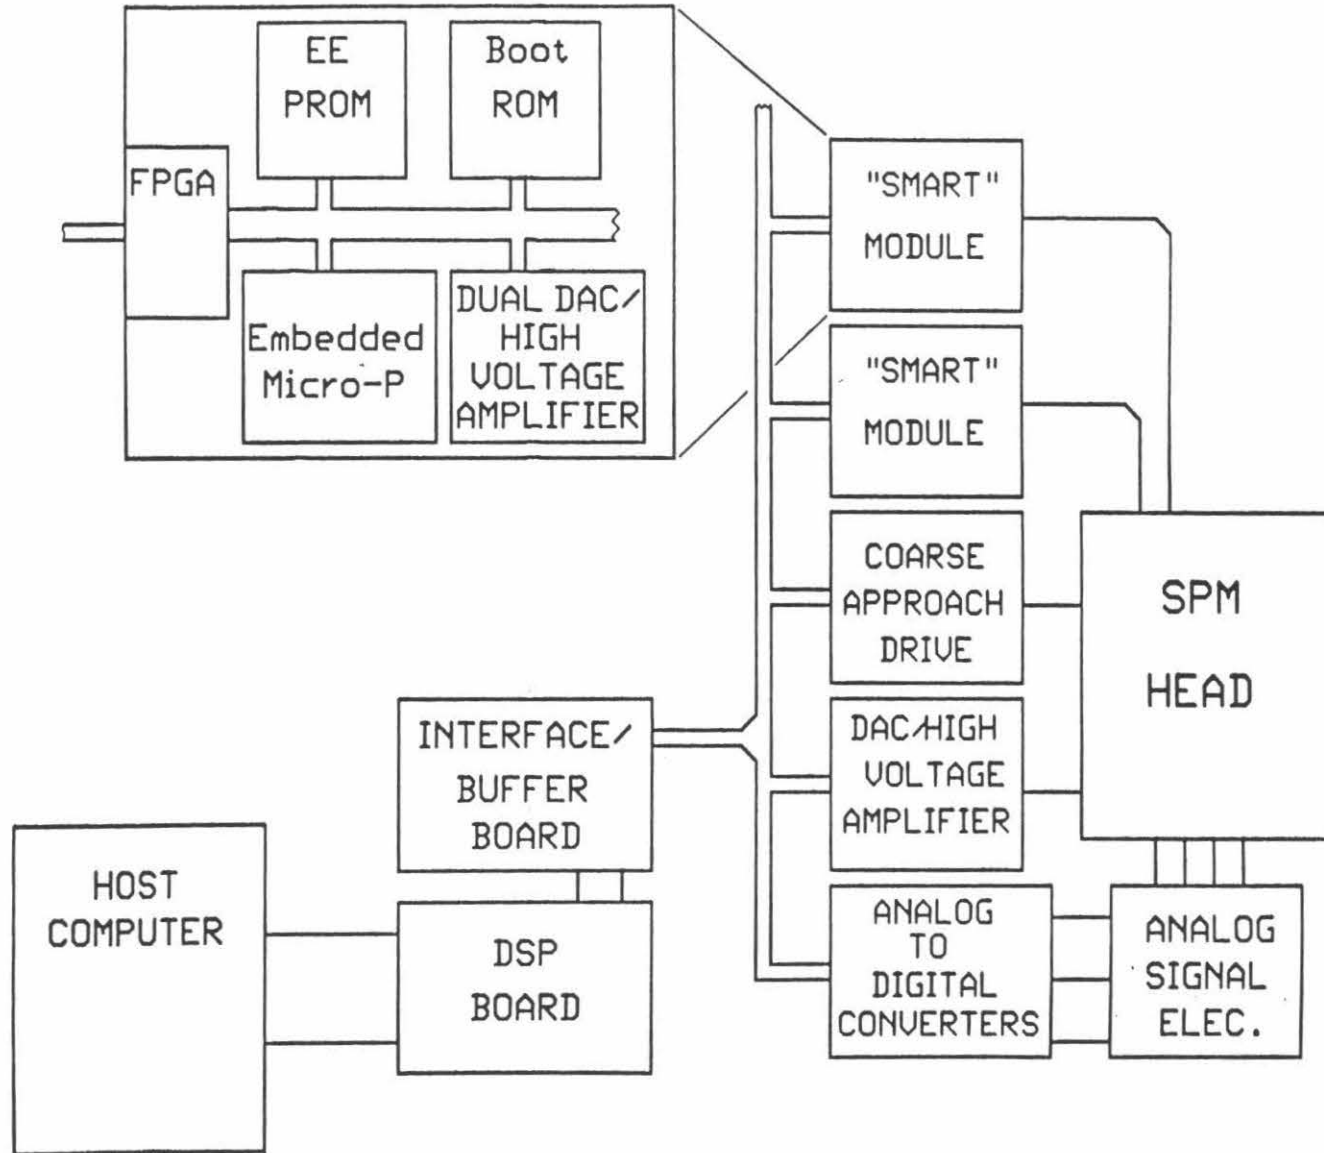 EE
PROM
Boot
ROM
FPGA
Embedded
Micro-P
DUAL DAC/
HIGH
VOLTAGE
AMPLIFIER
"SMART"
MODULE
"SMART"
MODULE
COARSE
APPROACH
DRIVE
SPM
HEAD
INTERFACE/
BUFFER
BOARD
DAC/HIGH
VOLTAGE
AMPLIFIER
HOST
COMPUTER
DSP
BOARD
ANALOG
TO
DIGITAL
CONVERTERS
ANALOG
SIGNAL
ELEC.